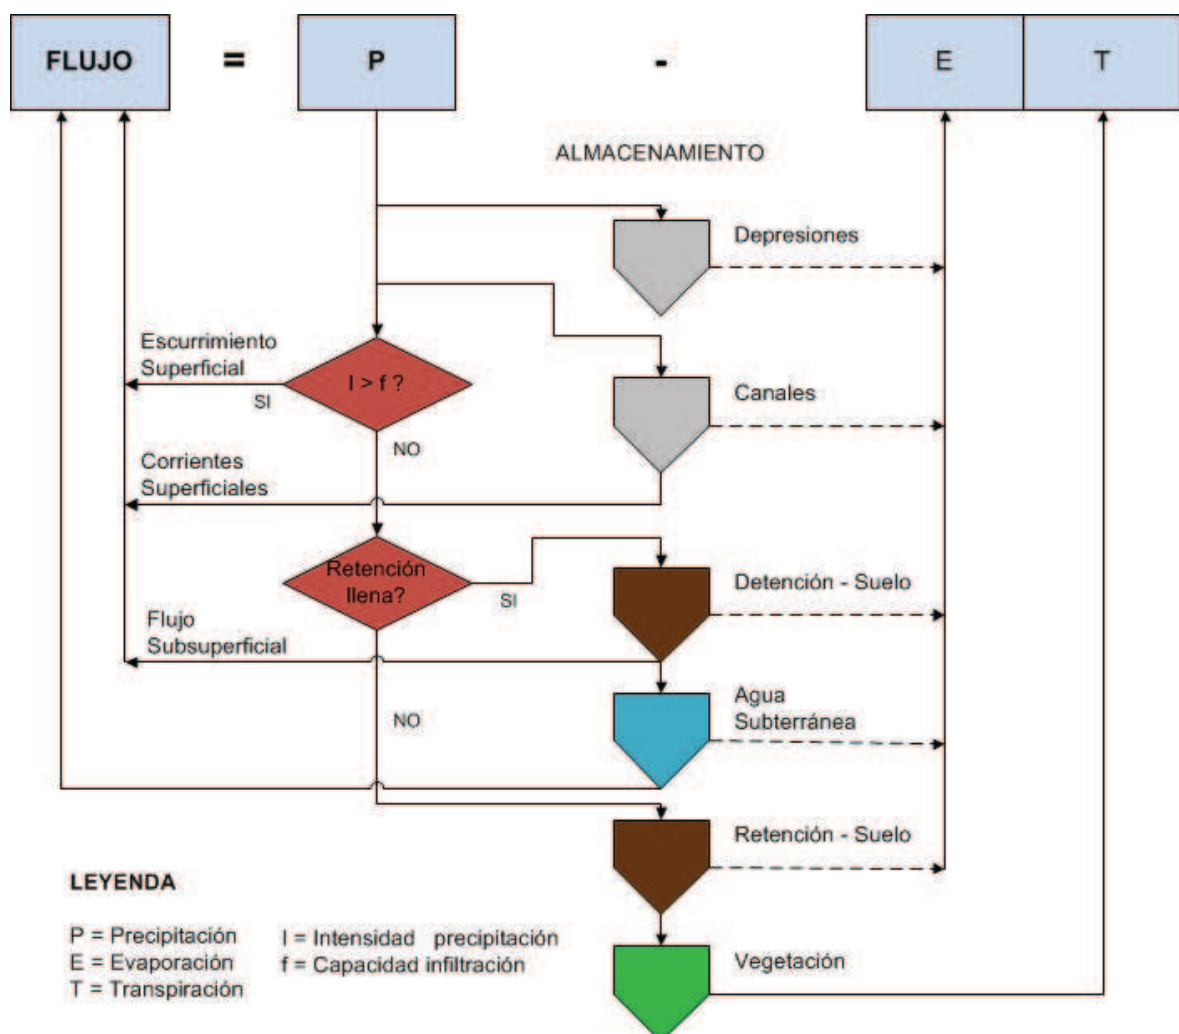 FLUJO = P - E T
ALMACENAMIENTO
Depresiones
Escurrimiento
Superficial
I > f ?
SI
Canales
NO
Corrientes
Superficiales
Retención
llena?
SI
Detención - Suelo
Flujo
Subsuperficial
Agua
Subterránea
NO
Retención - Suelo
LEYENDA
P = Precipitación
I = Intensidad precipitación
E = Evaporación
f = Capacidad infiltración
T = Transpiración
Vegetación